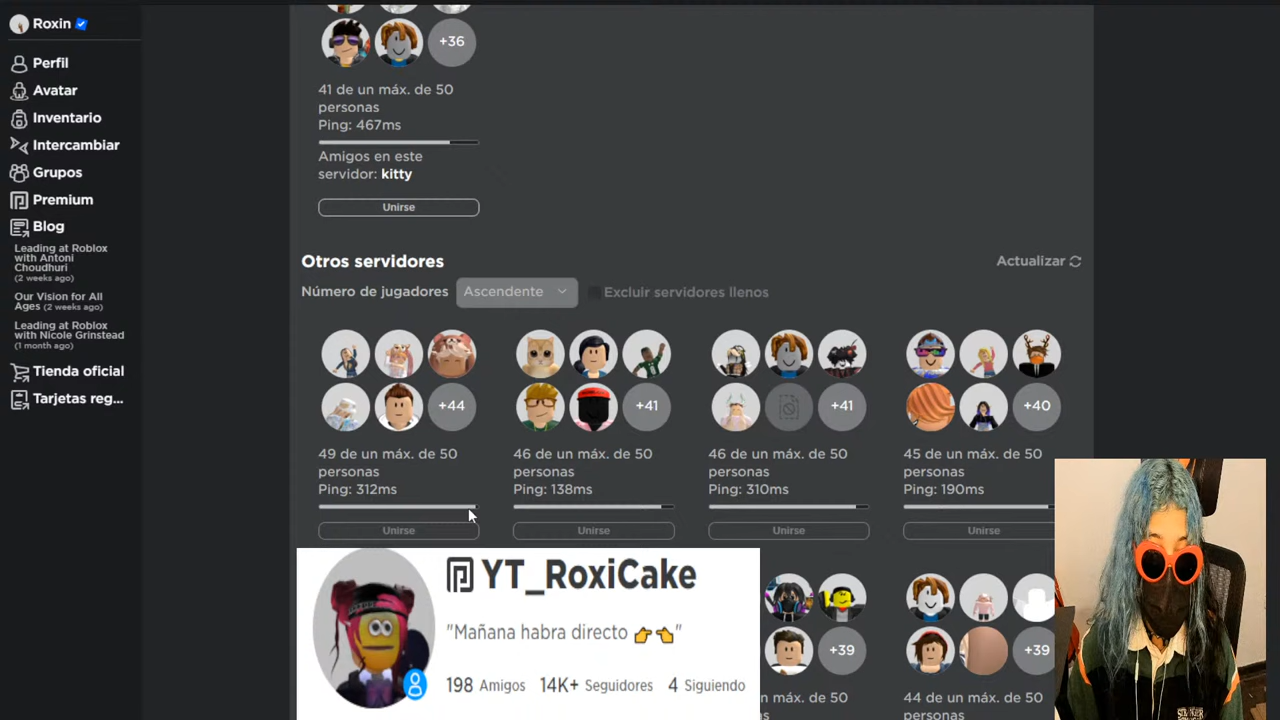 Roxin
Perfil
Avatar
Inventario
Intercambiar
Grupos
Premium
Blog
Leading at Roblox
with Antoni
Choudhuri
(2 weeks ago)
Our Vision for All
Ages (2 weeks ago)
Leading at Roblox
with Nicole Grinstead
(1 month ago)
Tienda oficial
Tarjetas reg...
+36
41 de un máx. de 50
personas
Ping: 467ms
Amigos en este
servidor: kitty
Unirse
Otros servidores
Actualizar
Número de jugadores Ascendente Excluir servidores llenos
+44
49 de un máx. de 50
personas
Ping: 312ms
Unirse
+41
46 de un máx. de 50
personas
Ping: 138ms
Unirse
+41
46 de un máx. de 50
personas
Ping: 310ms
Unirse
+40
45 de un máx. de 50
personas
Ping: 190ms
Unirse
YT_RoxiCake
"Mañana habra directo 👉👈"
198 Amigos 14K+ Seguidores 4 Siguiendo
+39
n máx. de 50
+39
44 de un máx. de 50
personas